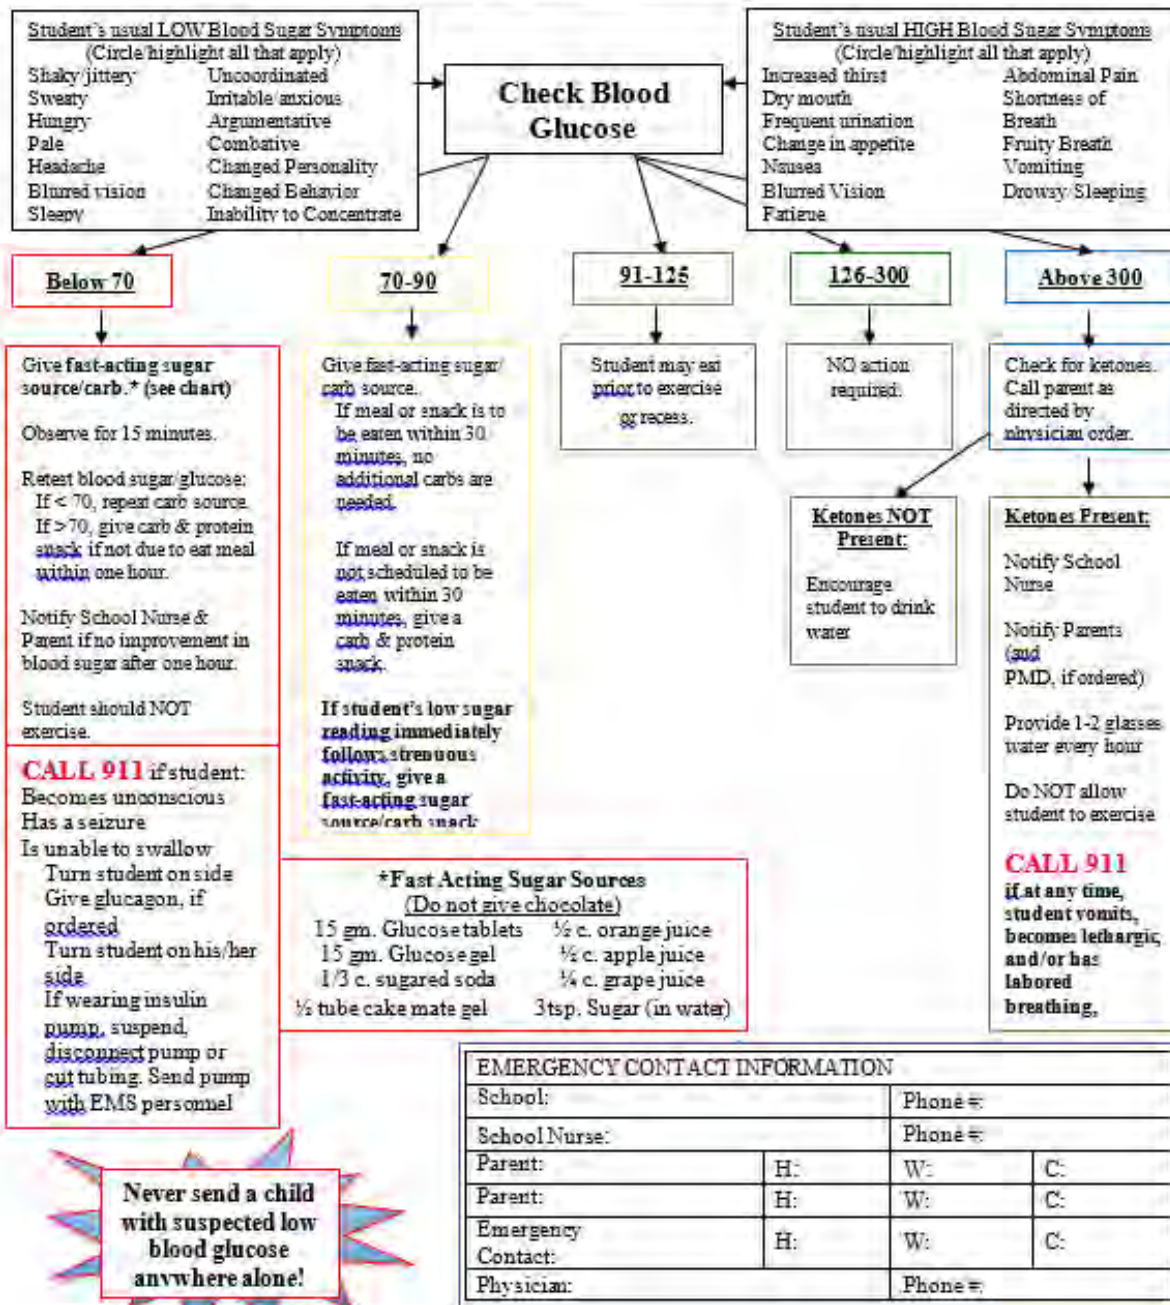 Student's usual LOW Blood Sugar Symptoms
(Circle/highlight all that apply)
Shaky/jittery Uncoordinated
Sweaty Irritable/anxious
Hungry Argumentative
Pale Combative
Headache Changed Personality
Blurred vision Changed Behavior
Sleepy Inability to Concentrate
Check Blood
Glucose
Student's usual HIGH Blood Sugar Symptoms
(Circle/highlight all that apply)
Increased thirst Abdominal Pain
Dry mouth Shortness of
Frequent urination Breath
Change in appetite Fruity Breath
Nausea Vomiting
Blurred Vision Drowsy/Sleeping
Fatigue
Below 70
70-90
91-125
126-300
Above 300
Give fast-acting sugar
source/carb.* (see chart)
Observe for 15 minutes.
Retest blood sugar/glucose:
If < 70, repeat carb source.
If >70, give carb & protein
snack if not due to eat meal
within one hour.
Notify School Nurse &
Parent if no improvement in
blood sugar after one hour.
Student should NOT
exercise.
CALL 911 if student:
Becomes unconscious
Has a seizure
Is unable to swallow
Turn student on side
Give glucagon, if
ordered
Turn student on his/her
side
If wearing insulin
pump, suspend,
disconnect pump or
cut tubing. Send pump
with EMS personnel
Give fast-acting sugar/
carb source.
If meal or snack is to
be eaten within 30
minutes, no
additional carbs are
needed.
If meal or snack is
not scheduled to be
eaten within 30
minutes, give a
carb & protein
snack.
If student's low sugar
reading immediately
follows strenuous
activity, give a
fast-acting sugar
source/carb snack
Student may eat
prior to exercise
or recess.
NO action
required.
Check for ketones.
Call parent as
directed by
physician order.
Ketones NOT
Present:
Encourage
student to drink
water
Ketones Present:
Notify School
Nurse
Notify Parents
(and
PMD, if ordered)
Provide 1-2 glasses
water every hour
Do NOT allow
student to exercise
CALL 911
if at any time,
student vomits,
becomes lethargic,
and/or has
labored
breathing,
*Fast Acting Sugar Sources
(Do not give chocolate)
15 gm. Glucose tablets ½ c. orange juice
15 gm. Glucose gel ½ c. apple juice
1/3 c. sugared soda ¼ c. grape juice
½ tube cake mate gel 3tsp. Sugar (in water)
Never send a child
with suspected low
blood glucose
anywhere alone!
EMERGENCY CONTACT INFORMATION
School: Phone #:
School Nurse: Phone #:
Parent: H: W: C:
Parent: H: W: C:
Emergency
Contact: H: W: C:
Physician: Phone #: